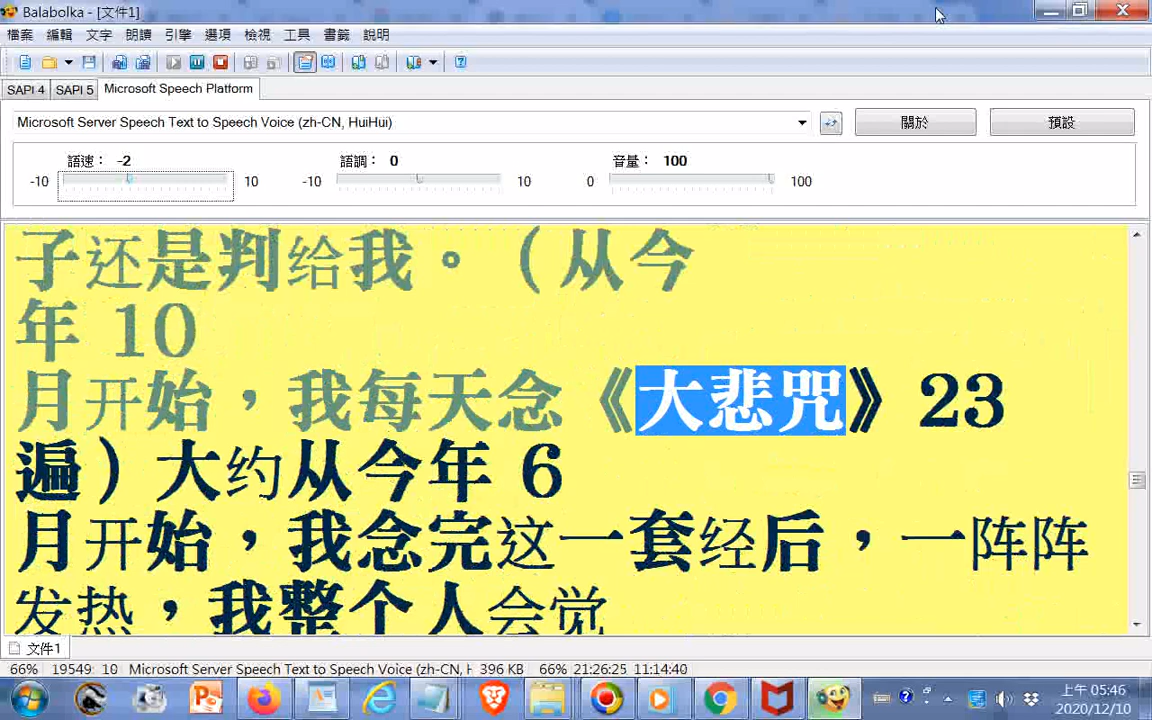 Balabolka - [文件1]
檔案 編輯 文字 朗讀 引擎 選項 檢視 工具 書籤 說明
SAPI 4 SAPI 5 Microsoft Speech Platform
Microsoft Server Speech Text to Speech Voice (zh-CN, HuiHui) 關於 預設
語速： -2 語調： 0 音量： 100
-10 10 -10 10 0 100
子还是判给我。（从今
年 10
月开始，我每天念《大悲咒》23
遍）大约从今年 6
月开始，我念完这一套经后，一阵阵
发热，我整个人会觉
文件1
66% 19549: 10 Microsoft Server Speech Text to Speech Voice (zh-CN, H 396 KB 66% 21:26:25 11:14:40
上午 05:46
2020/12/10